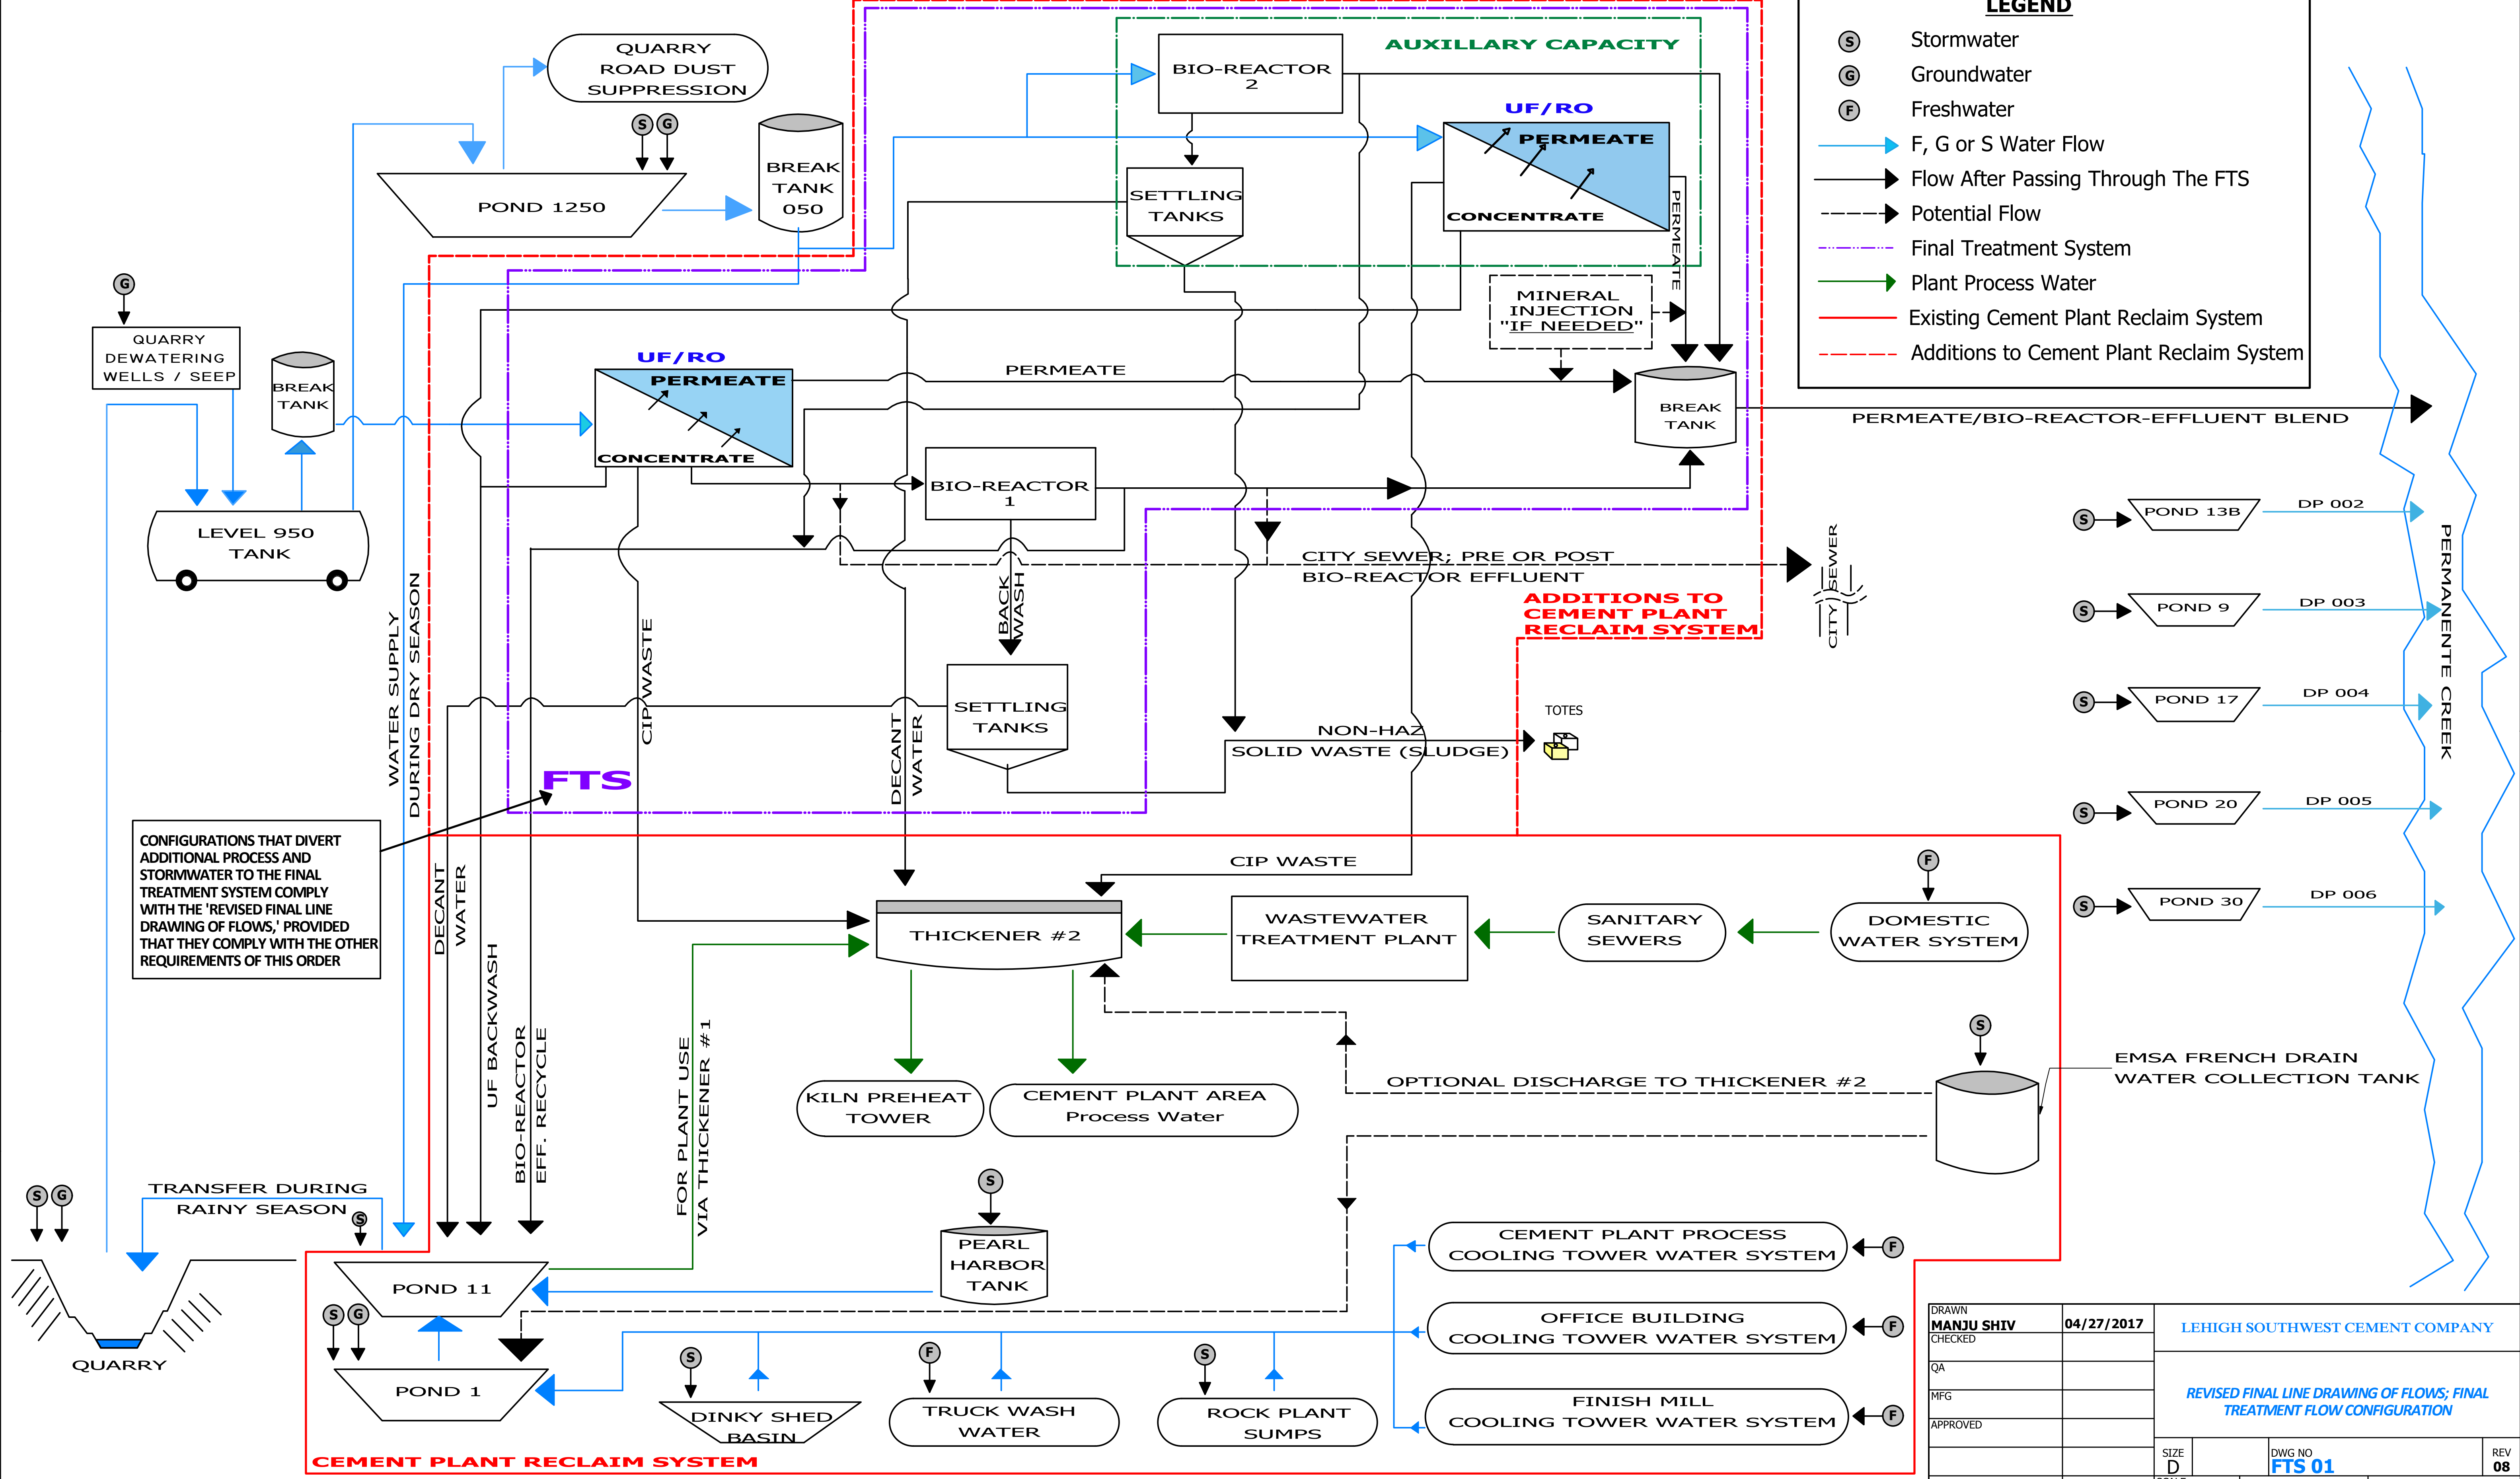 LEGEND
S Stormwater
G Groundwater
F Freshwater
F, G or S Water Flow
Flow After Passing Through The FTS
Potential Flow
Final Treatment System
Plant Process Water
Existing Cement Plant Reclaim System
Additions to Cement Plant Reclaim System
QUARRY
ROAD DUST
SUPPRESSION
S G
POND 1250
BREAK
TANK
050
AUXILLARY CAPACITY
BIO-REACTOR
2
UF/RO
PERMEATE
CONCENTRATE
SETTLING
TANKS
PERMEATE
MINERAL
INJECTION
"IF NEEDED"
G
QUARRY
DEWATERING
WELLS / SEEP
BREAK
TANK
LEVEL 950
TANK
UF/RO
PERMEATE
CONCENTRATE
PERMEATE
BREAK
TANK
PERMEATE/BIO-REACTOR-EFFLUENT BLEND
BIO-REACTOR
1
CITY SEWER; PRE OR POST
BIO-REACTOR EFFLUENT
CITY SEWER
BACK
WASH
ADDITIONS TO
CEMENT PLANT
RECLAIM SYSTEM
WATER SUPPLY
DURING DRY SEASON
CIP WASTE
SETTLING
TANKS
DECANT
WATER
NON-HAZ
SOLID WASTE (SLUDGE)
TOTES
FTS
S POND 13B DP 002
S POND 9 DP 003
S POND 17 DP 004
S POND 20 DP 005
S POND 30 DP 006
PERMANENTE CREEK
CONFIGURATIONS THAT DIVERT
ADDITIONAL PROCESS AND
STORMWATER TO THE FINAL
TREATMENT SYSTEM COMPLY
WITH THE 'REVISED FINAL LINE
DRAWING OF FLOWS,' PROVIDED
THAT THEY COMPLY WITH THE OTHER
REQUIREMENTS OF THIS ORDER
DECANT
WATER
UF BACKWASH
BIO-REACTOR
EFF. RECYCLE
FOR PLANT USE
VIA THICKENER #1
CIP WASTE
THICKENER #2
WASTEWATER
TREATMENT PLANT
SANITARY
SEWERS
F
DOMESTIC
WATER SYSTEM
KILN PREHEAT
TOWER
CEMENT PLANT AREA
Process Water
OPTIONAL DISCHARGE TO THICKENER #2
S
EMSA FRENCH DRAIN
WATER COLLECTION TANK
S G
TRANSFER DURING
RAINY SEASON
S
QUARRY
POND 11
S
PEARL
HARBOR
TANK
S G
POND 1
S
DINKY SHED
BASIN
F
TRUCK WASH
WATER
S
ROCK PLANT
SUMPS
CEMENT PLANT PROCESS
COOLING TOWER WATER SYSTEM
F
OFFICE BUILDING
COOLING TOWER WATER SYSTEM
F
FINISH MILL
COOLING TOWER WATER SYSTEM
F
CEMENT PLANT RECLAIM SYSTEM
DRAWN
MANJU SHIV 04/27/2017
CHECKED
QA
MFG
APPROVED
LEHIGH SOUTHWEST CEMENT COMPANY
REVISED FINAL LINE DRAWING OF FLOWS; FINAL
TREATMENT FLOW CONFIGURATION
SIZE
D
DWG NO
FTS 01
REV
08